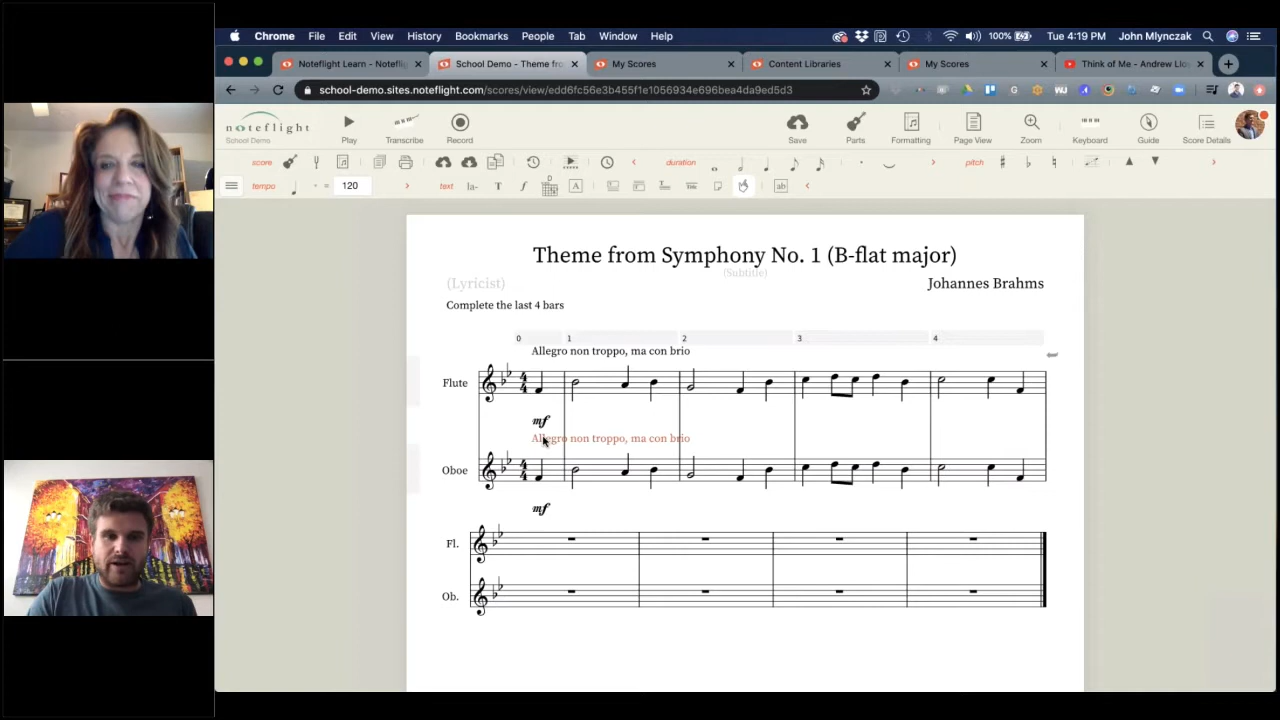 Chrome File Edit View History Bookmarks People Tab Window Help 100% Tue 4:19 PM John Mlynczak
Noteflight Learn - Noteflig School Demo - Theme fro My Scores Content Libraries My Scores Think of Me - Andrew Llo
school-demo.sites.noteflight.com/scores/view/edd6fc56e3b455f1e1056934e696bea4da9ed5d3
noteflight
School Demo
Play Transcribe Record Save Parts Formatting Page View Zoom Keyboard Guide Score Details
score duration pitch
tempo = 120 text la- T f D A Title ab
Theme from Symphony No. 1 (B-flat major)
(Subtitle)
(Lyricist) Johannes Brahms
Complete the last 4 bars
0 1 2 3 4
Allegro non troppo, ma con brio
Flute
mf
Allegro non troppo, ma con brio
Oboe
mf
Fl.
Ob.